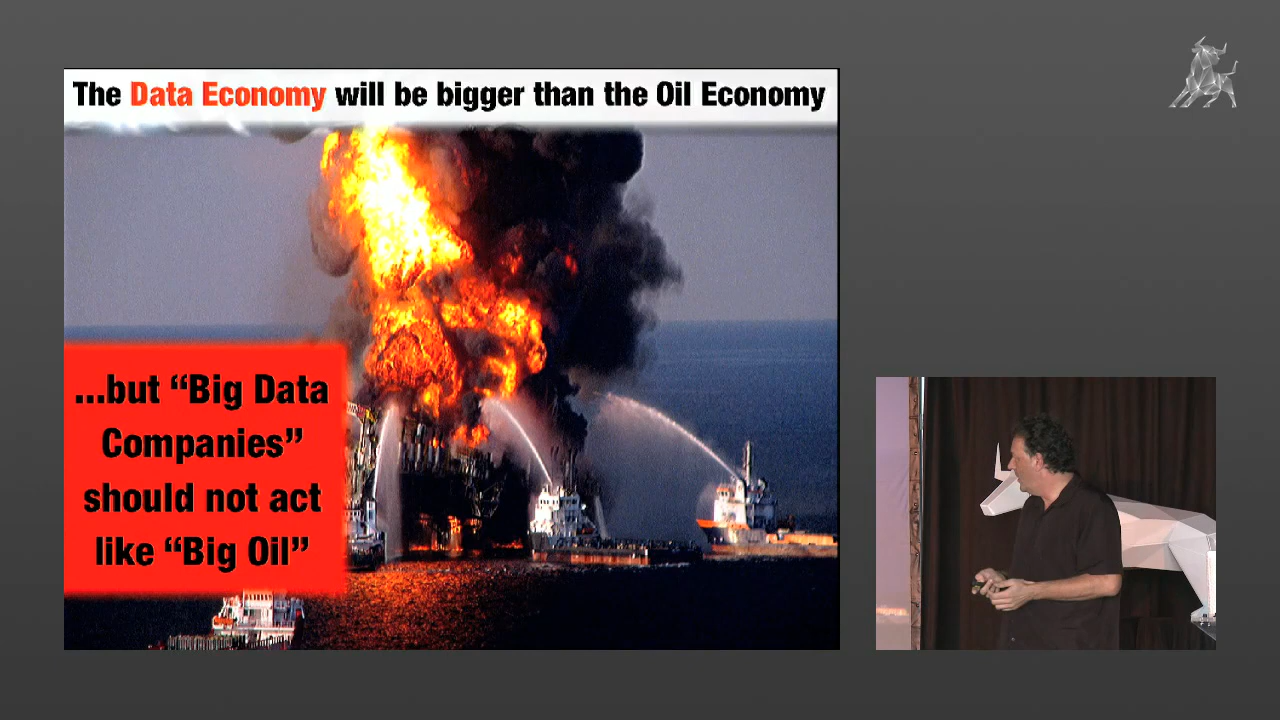 The Data Economy will be bigger than the Oil Economy
...but “Big Data
Companies”
should not act
like “Big Oil”